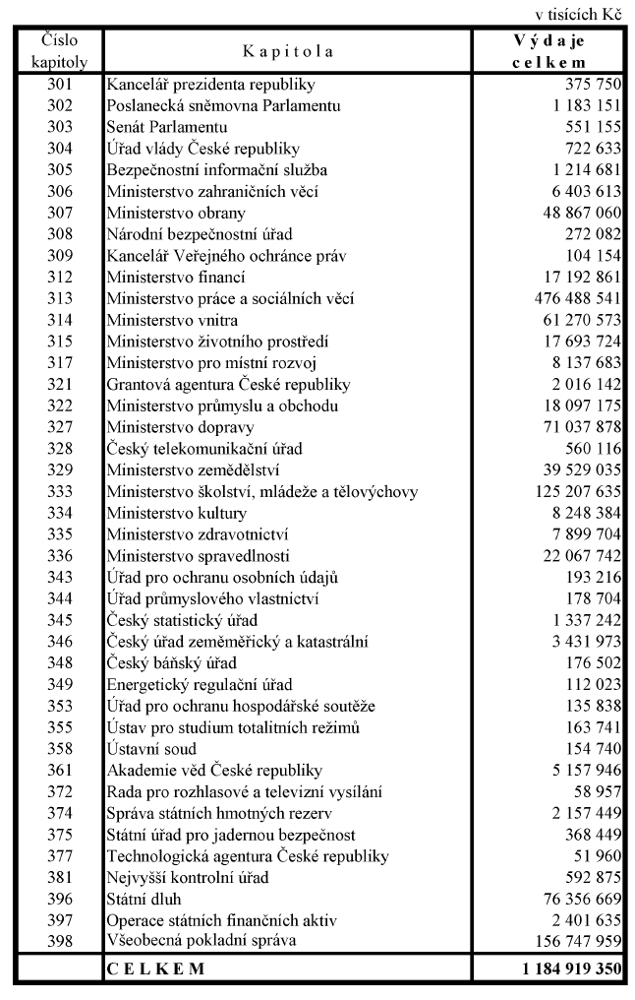 v tisících Kč
Číslo kapitoly Kapitola Výdaje celkem
301 Kancelář prezidenta republiky 375 750
302 Poslanecká sněmovna Parlamentu 1 183 151
303 Senát Parlamentu 551 155
304 Úřad vlády České republiky 722 633
305 Bezpečnostní informační služba 1 214 681
306 Ministerstvo zahraničních věcí 6 403 613
307 Ministerstvo obrany 48 867 060
308 Národní bezpečnostní úřad 272 082
309 Kancelář Veřejného ochránce práv 104 154
312 Ministerstvo financí 17 192 861
313 Ministerstvo práce a sociálních věcí 476 488 541
314 Ministerstvo vnitra 61 270 573
315 Ministerstvo životního prostředí 17 693 724
317 Ministerstvo pro místní rozvoj 8 137 683
321 Grantová agentura České republiky 2 016 142
322 Ministerstvo průmyslu a obchodu 18 097 175
327 Ministerstvo dopravy 71 037 878
328 Český telekomunikační úřad 560 116
329 Ministerstvo zemědělství 39 529 035
333 Ministerstvo školství, mládeže a tělovýchovy 125 207 635
334 Ministerstvo kultury 8 248 384
335 Ministerstvo zdravotnictví 7 899 704
336 Ministerstvo spravedlnosti 22 067 742
343 Úřad pro ochranu osobních údajů 193 216
344 Úřad průmyslového vlastnictví 178 704
345 Český statistický úřad 1 337 242
346 Český úřad zeměměřický a katastrální 3 431 973
348 Český báňský úřad 176 502
349 Energetický regulační úřad 112 023
353 Úřad pro ochranu hospodářské soutěže 135 838
355 Ústav pro studium totalitních režimů 163 741
358 Ústavní soud 154 740
361 Akademie věd České republiky 5 157 946
372 Rada pro rozhlasové a televizní vysílání 58 957
374 Správa státních hmotných rezerv 2 157 449
375 Státní úřad pro jadernou bezpečnost 368 449
377 Technologická agentura České republiky 51 960
381 Nejvyšší kontrolní úřad 592 875
396 Státní dluh 76 356 669
397 Operace státních finančních aktiv 2 401 635
398 Všeobecná pokladní správa 156 747 959
CELKEM 1 184 919 350